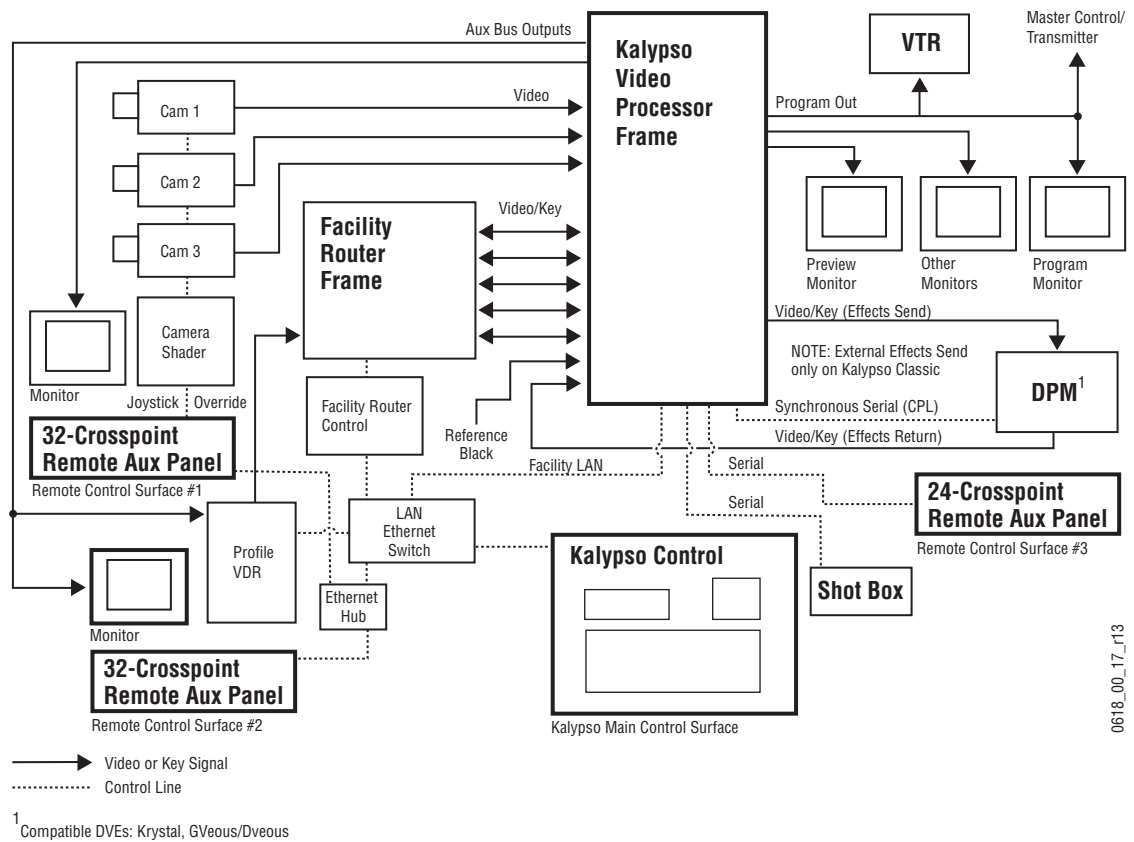 Aux Bus Outputs
Kalypso
Video
Processor
Frame
VTR
Master Control/
Transmitter
Cam 1
Video
Program Out
Cam 2
Cam 3
Facility
Router
Frame
Video/Key
Preview
Monitor
Other
Monitors
Program
Monitor
Camera
Shader
Monitor
Video/Key (Effects Send)
NOTE: External Effects Send
only on Kalypso Classic
DPM1
Joystick
Override
Facility Router
Control
Synchronous Serial (CPL)
32-Crosspoint
Remote Aux Panel
Remote Control Surface #1
Reference
Black
Video/Key (Effects Return)
Facility LAN
Serial
Serial
24-Crosspoint
Remote Aux Panel
Remote Control Surface #3
Profile
VDR
LAN
Ethernet
Switch
Kalypso Control
Shot Box
Ethernet
Hub
Monitor
32-Crosspoint
Remote Aux Panel
Remote Control Surface #2
Kalypso Main Control Surface
0618_00_17_r13
Video or Key Signal
Control Line
1Compatible DVEs: Krystal, GVeous/Dveous